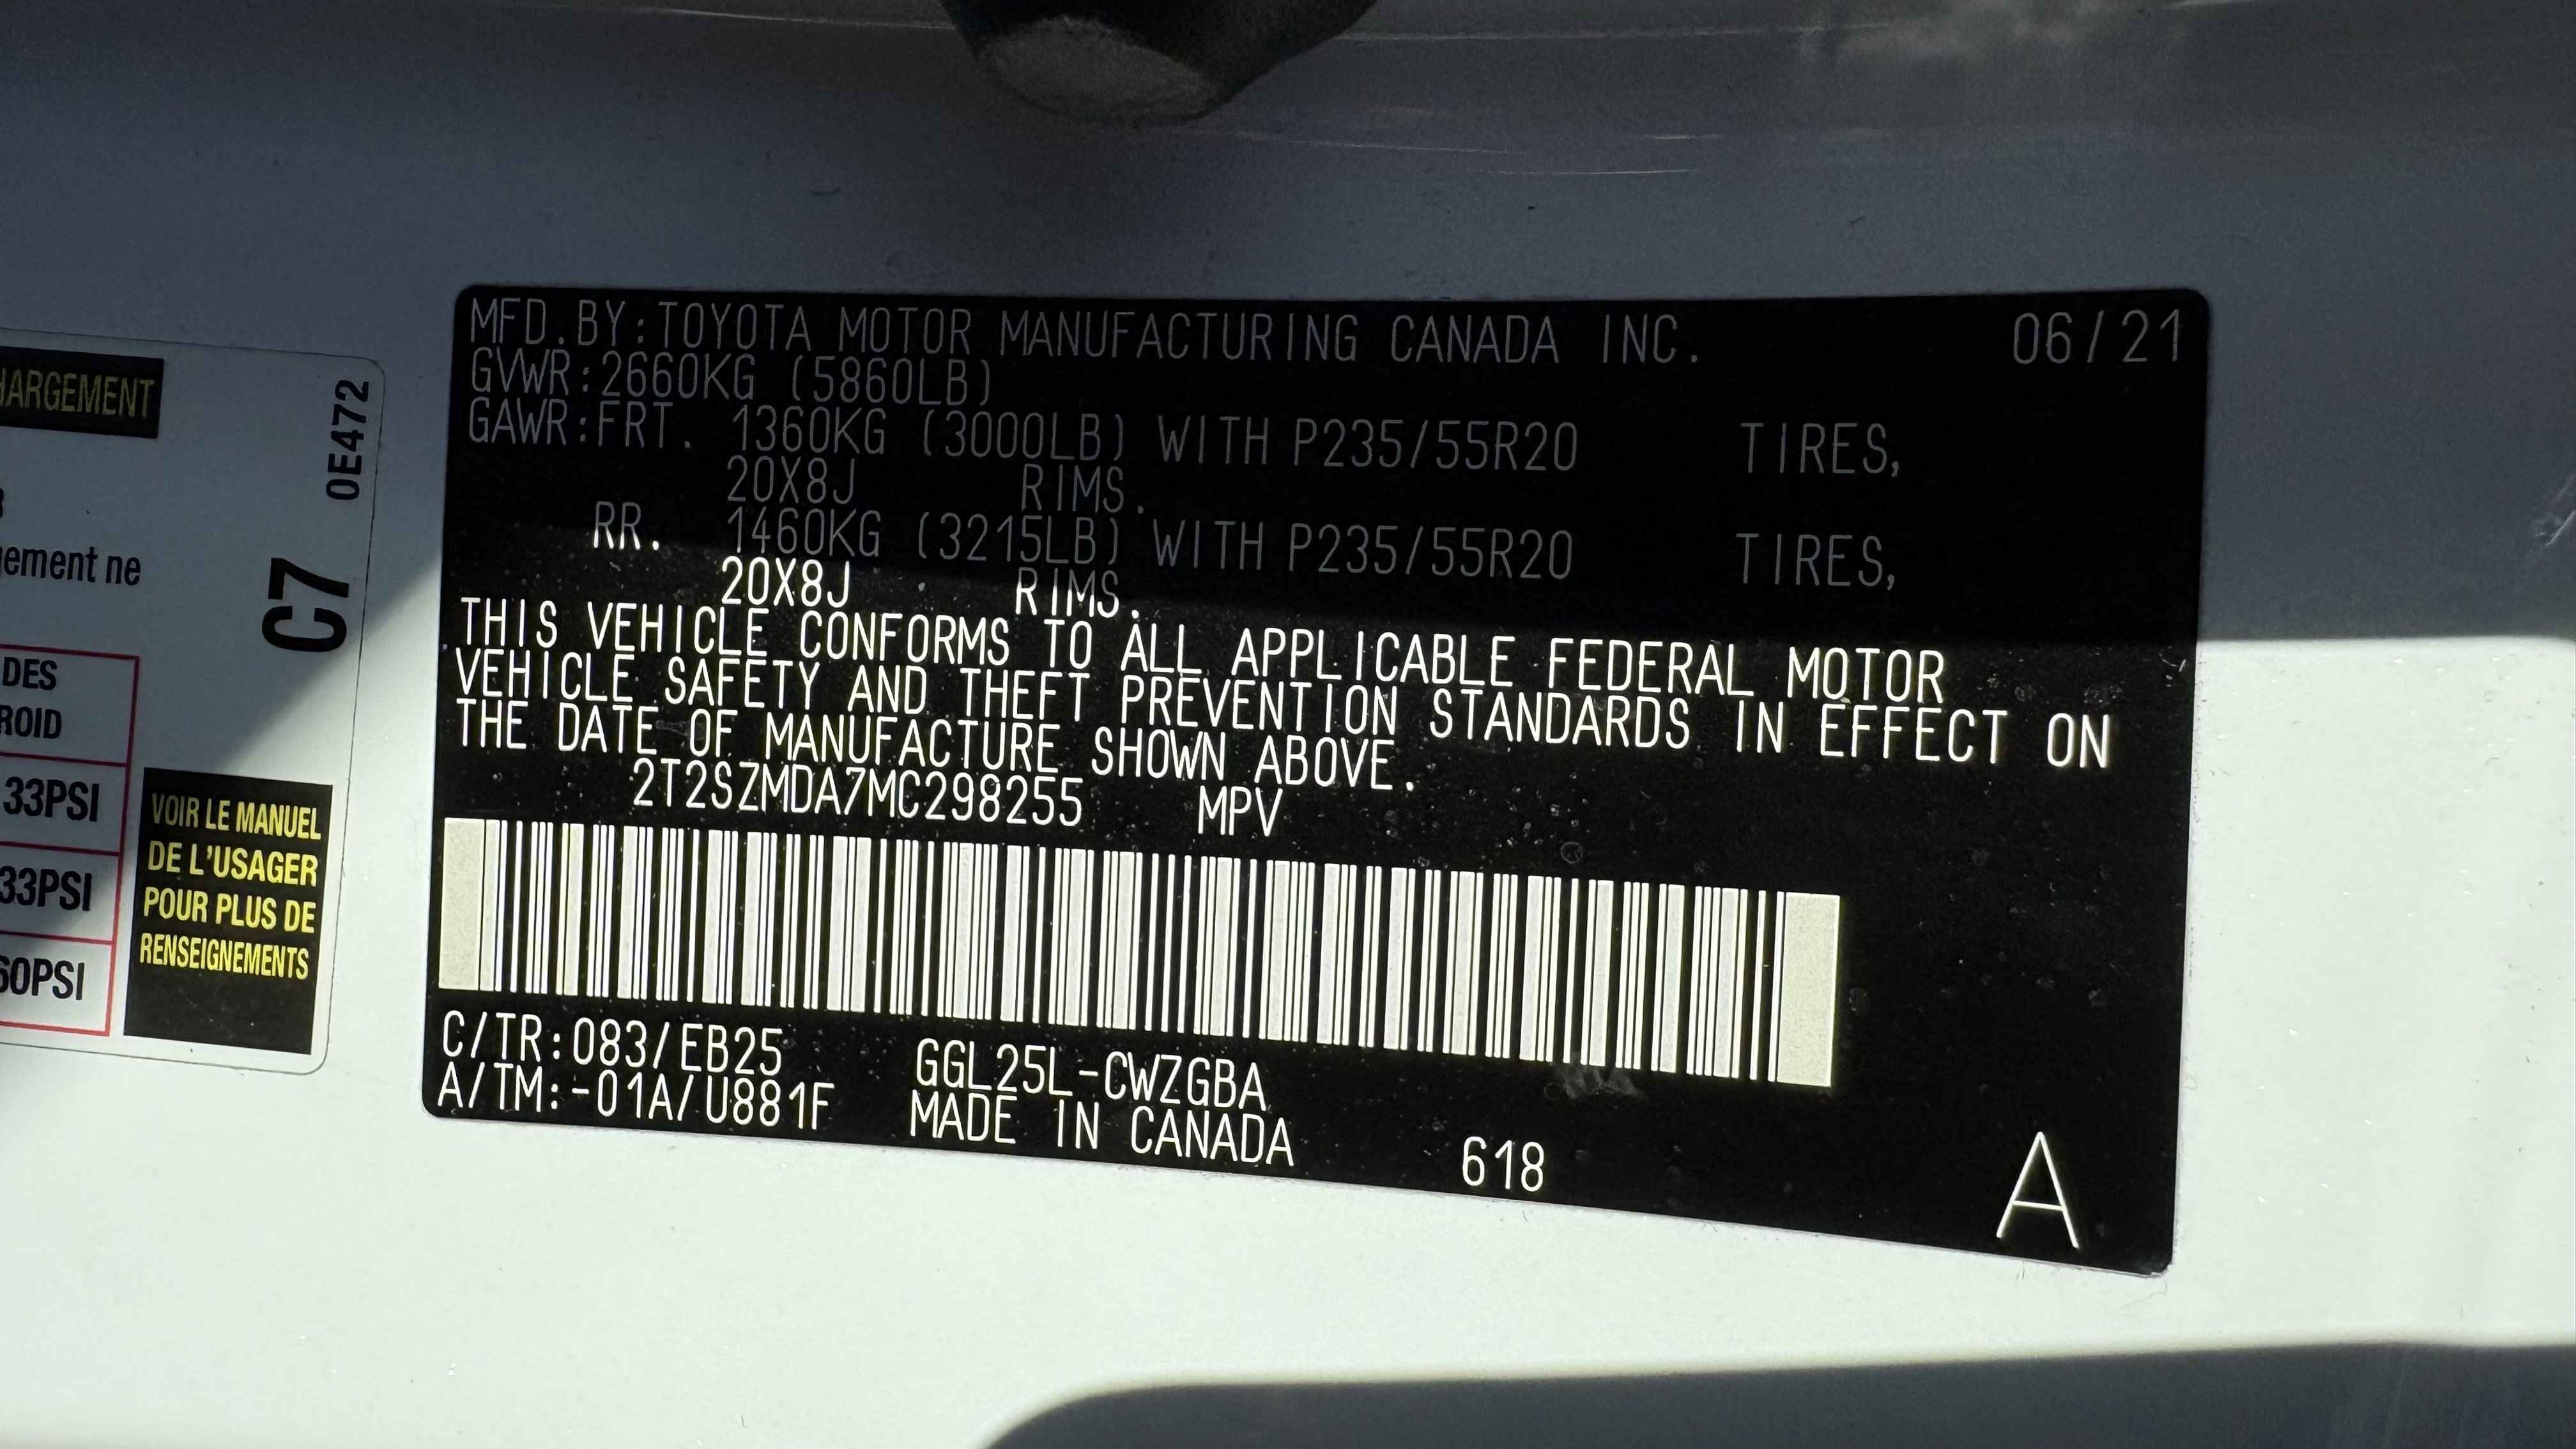 HARGEMENT
0E472
C7
ement ne
DES
ROID
33PSI
33PSI
60PSI
VOIR LE MANUEL
DE L'USAGER
POUR PLUS DE
RENSEIGNEMENTS
MFD.BY:TOYOTA MOTOR MANUFACTURING CANADA INC. 06/21
GVWR:2660KG (5860LB)
GAWR:FRT. 1360KG (3000LB) WITH P235/55R20 TIRES,
20X8J RIMS.
RR. 1460KG (3215LB) WITH P235/55R20 TIRES,
20X8J RIMS.
THIS VEHICLE CONFORMS TO ALL APPLICABLE FEDERAL MOTOR
VEHICLE SAFETY AND THEFT PREVENTION STANDARDS IN EFFECT ON
THE DATE OF MANUFACTURE SHOWN ABOVE.
2T2SZMDA7MC298255 MPV
C/TR:083/EB25 GGL25L-CWZGBA
A/TM:-01A/U881F MADE IN CANADA 618
A